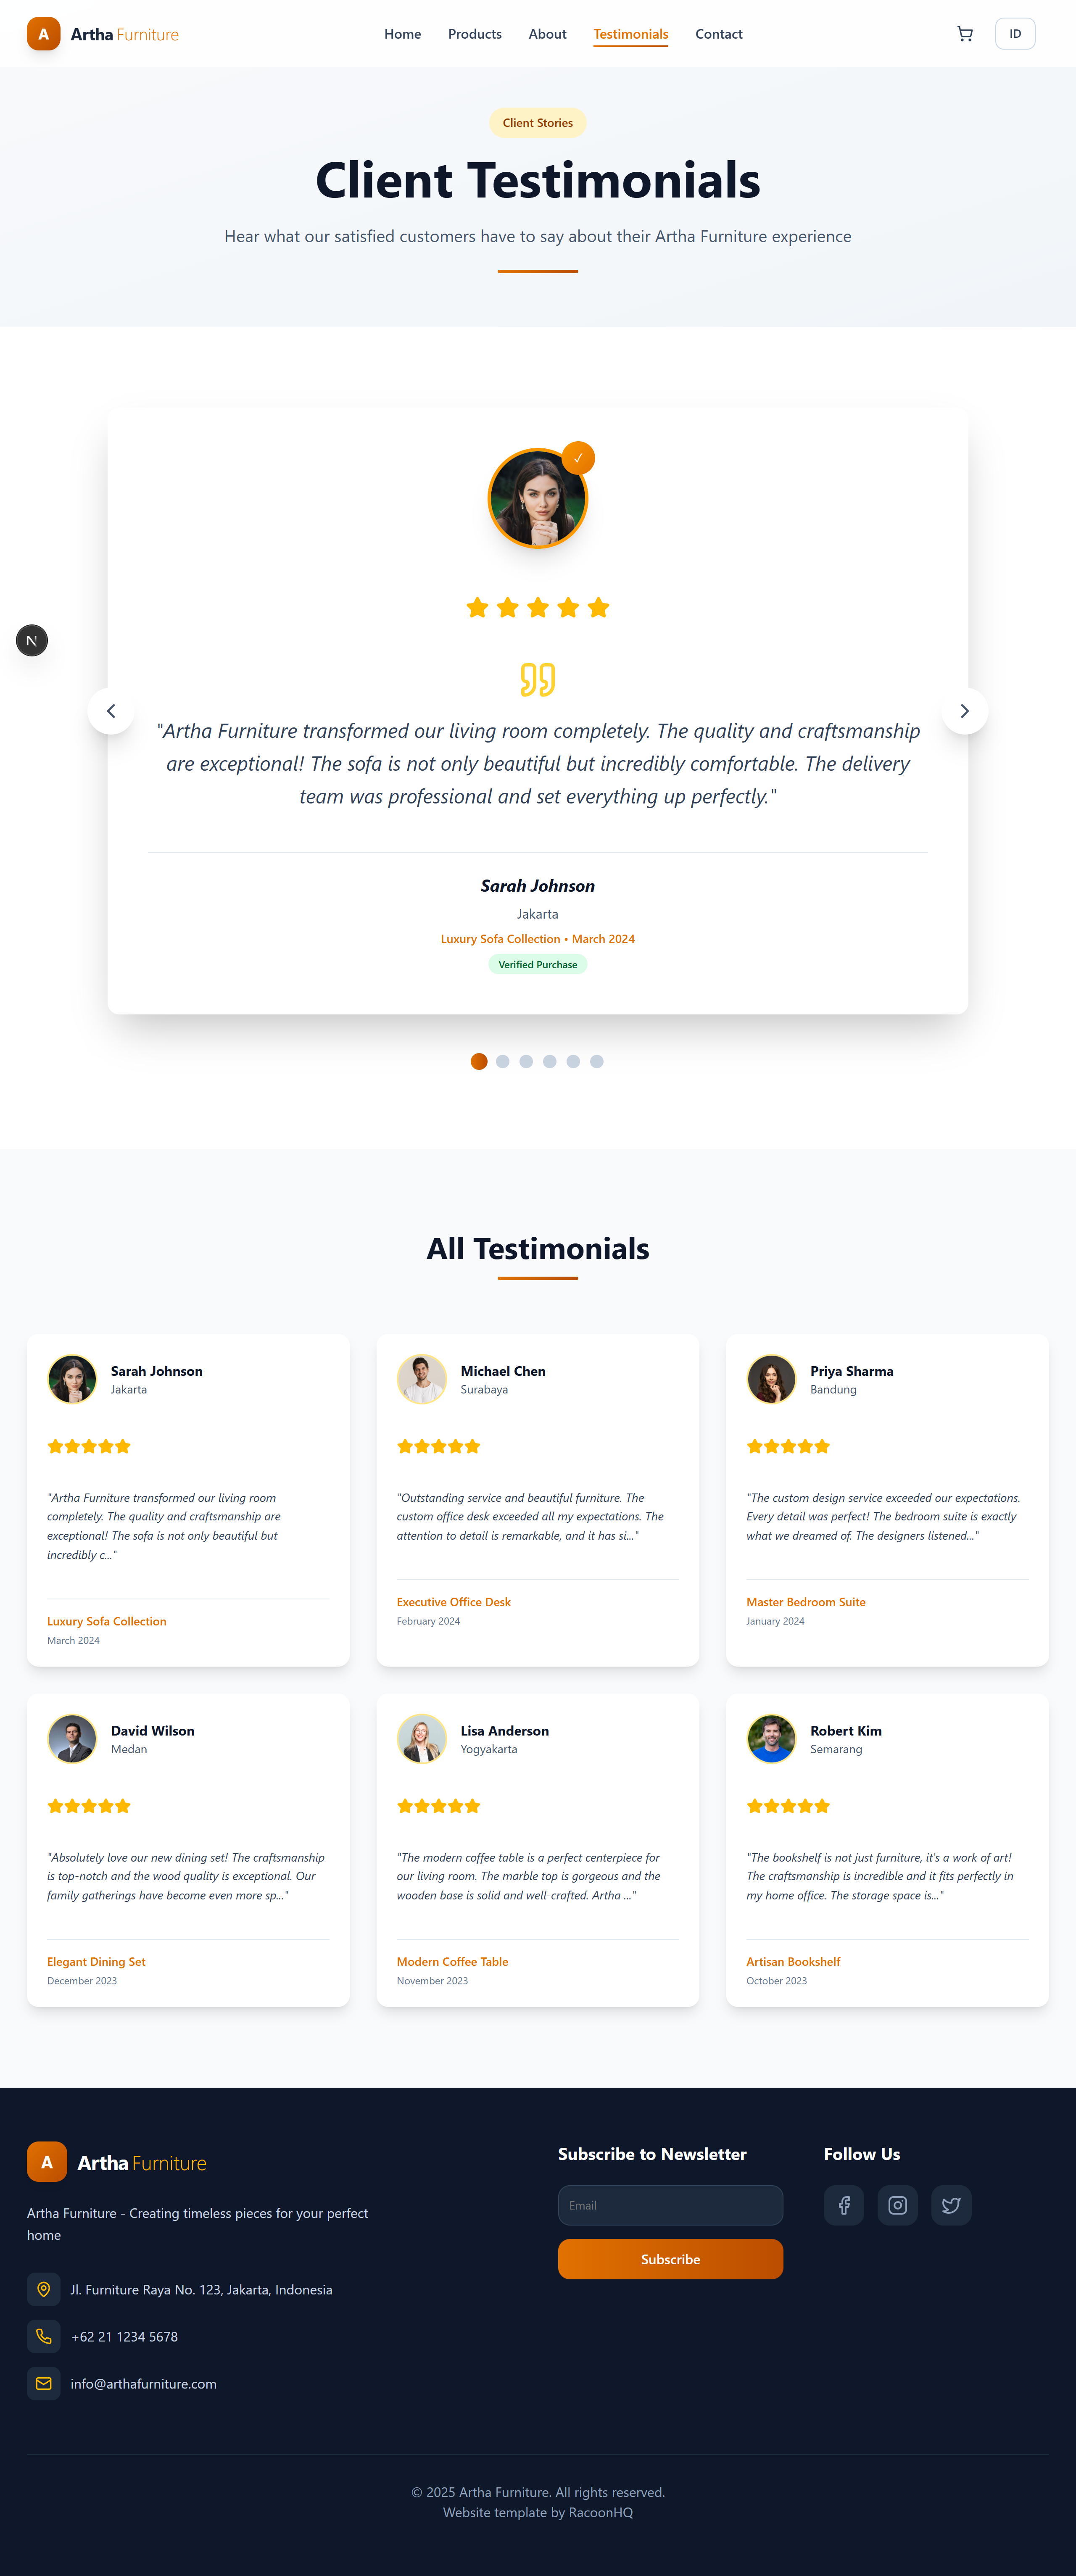 A
Artha Furniture
Home
Products
About
Testimonials
Contact
ID
Client Stories
Client Testimonials
Hear what our satisfied customers have to say about their Artha Furniture experience
✓
N
"Artha Furniture transformed our living room completely. The quality and craftsmanship
are exceptional! The sofa is not only beautiful but incredibly comfortable. The delivery
team was professional and set everything up perfectly."
Sarah Johnson
Jakarta
Luxury Sofa Collection • March 2024
Verified Purchase
All Testimonials
Sarah Johnson
Jakarta
"Artha Furniture transformed our living room
completely. The quality and craftsmanship are
exceptional! The sofa is not only beautiful but
incredibly c..."
Luxury Sofa Collection
March 2024
Michael Chen
Surabaya
"Outstanding service and beautiful furniture. The
custom office desk exceeded all my expectations. The
attention to detail is remarkable, and it has si..."
Executive Office Desk
February 2024
Priya Sharma
Bandung
"The custom design service exceeded our expectations.
Every detail was perfect! The bedroom suite is exactly
what we dreamed of. The designers listened..."
Master Bedroom Suite
January 2024
David Wilson
Medan
"Absolutely love our new dining set! The craftsmanship
is top-notch and the wood quality is exceptional. Our
family gatherings have become even more sp..."
Elegant Dining Set
December 2023
Lisa Anderson
Yogyakarta
"The modern coffee table is a perfect centerpiece for
our living room. The marble top is gorgeous and the
wooden base is solid and well-crafted. Artha ..."
Modern Coffee Table
November 2023
Robert Kim
Semarang
"The bookshelf is not just furniture, it's a work of art!
The craftsmanship is incredible and it fits perfectly in
my home office. The storage space is..."
Artisan Bookshelf
October 2023
A
Artha Furniture
Artha Furniture - Creating timeless pieces for your perfect
home
Jl. Furniture Raya No. 123, Jakarta, Indonesia
+62 21 1234 5678
info@arthafurniture.com
Subscribe to Newsletter
Email
Subscribe
Follow Us
© 2025 Artha Furniture. All rights reserved.
Website template by RacoonHQ